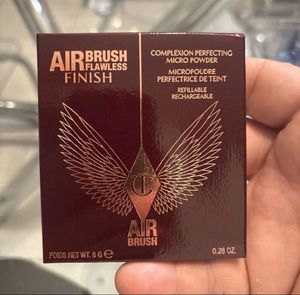 AIRBRUSH
FLAWLESS
FINISH
COMPLEXION PERFECTING
MICRO POWDER
MICROPOUDRE
PERFECTRICE DE TEINT
REFILLABLE
RECHARGEABLE
CT
AIR
BRUSH
POIDS NET WT. 8 G ℮
0.28 OZ.